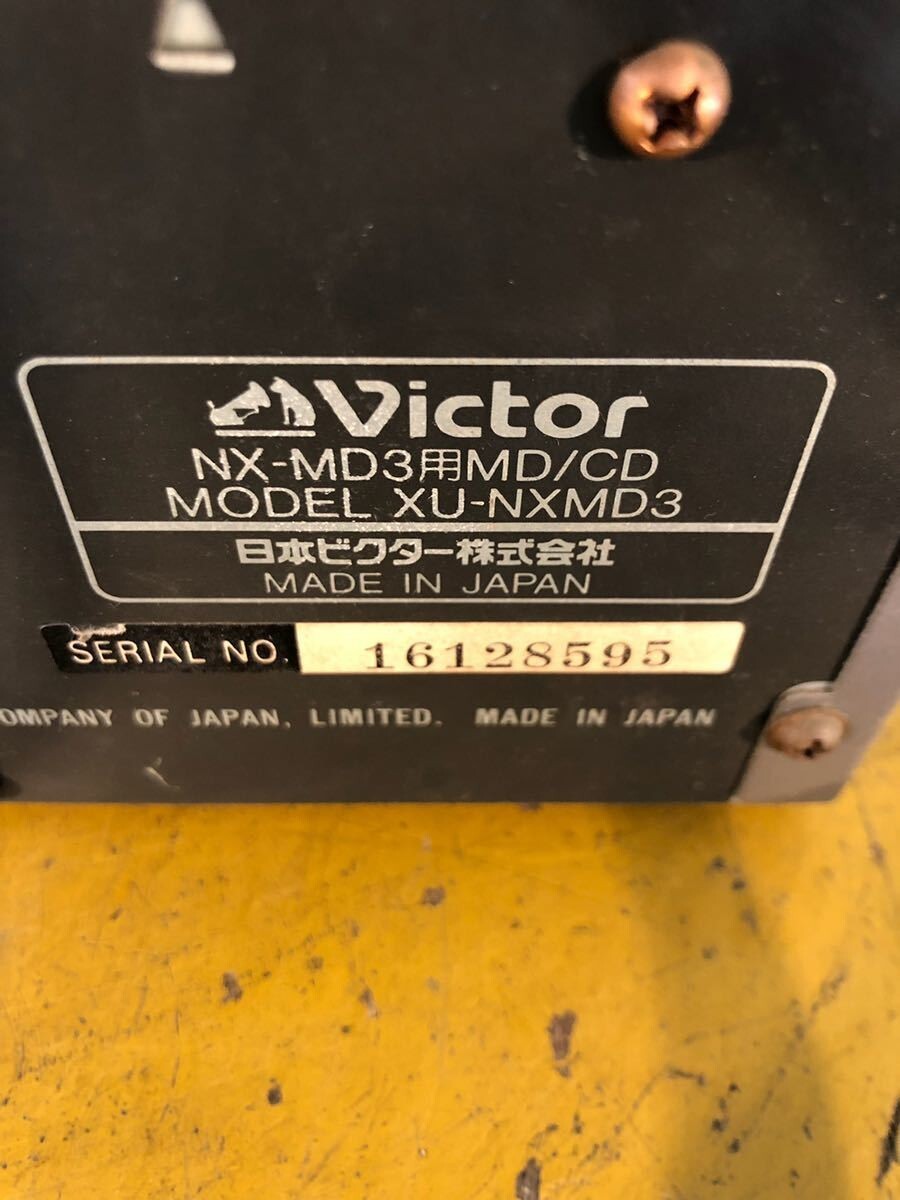 Victor
NX-MD3用MD/CD
MODEL XU-NXMD3
日本ビクター株式会社
MADE IN JAPAN
SERIAL NO. 16128595
COMPANY OF JAPAN, LIMITED. MADE IN JAPAN